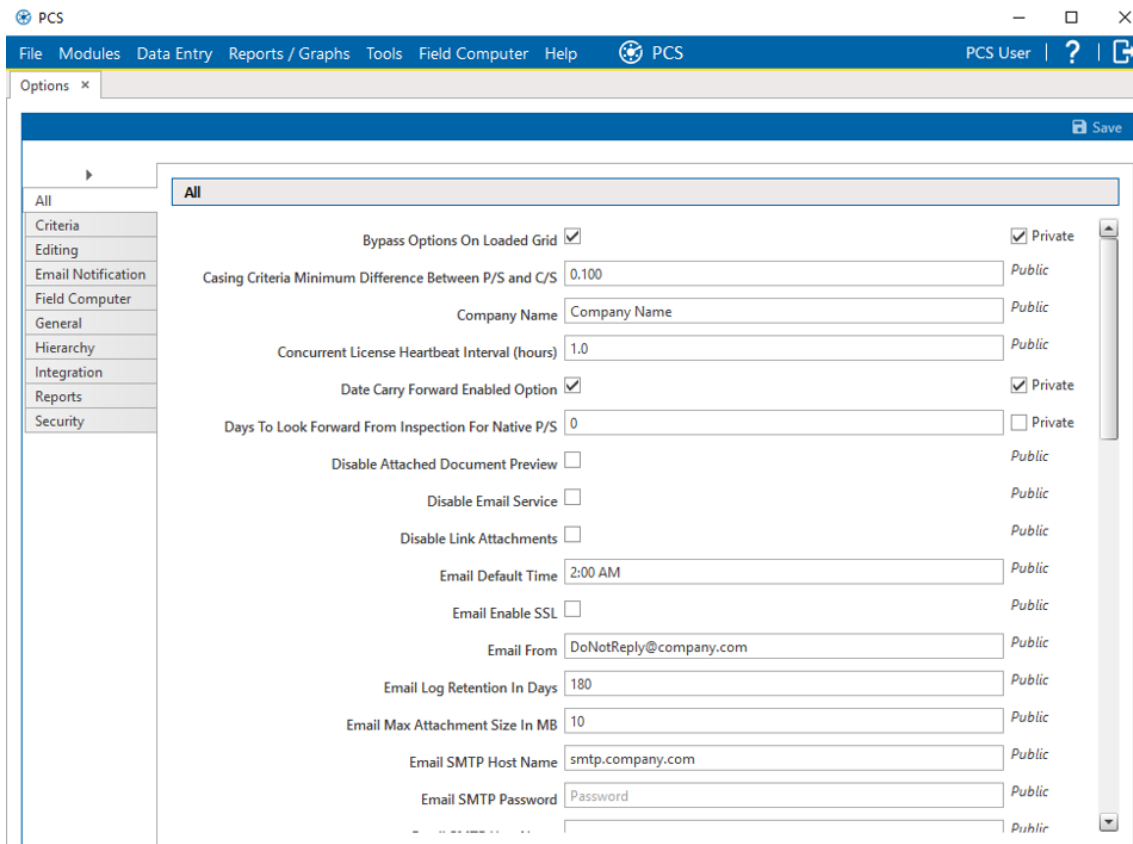 PCS
File Modules Data Entry Reports / Graphs Tools Field Computer Help PCS PCS User | ? |
Options ×
Save
All
Criteria
Editing
Email Notification
Field Computer
General
Hierarchy
Integration
Reports
Security
All
Bypass Options On Loaded Grid Private
Casing Criteria Minimum Difference Between P/S and C/S 0.100 Public
Company Name Company Name Public
Concurrent License Heartbeat Interval (hours) 1.0 Public
Date Carry Forward Enabled Option Private
Days To Look Forward From Inspection For Native P/S 0 Private
Disable Attached Document Preview Public
Disable Email Service Public
Disable Link Attachments Public
Email Default Time 2:00 AM Public
Email Enable SSL Public
Email From DoNotReply@company.com Public
Email Log Retention In Days 180 Public
Email Max Attachment Size In MB 10 Public
Email SMTP Host Name smtp.company.com Public
Email SMTP Password Password Public
Public